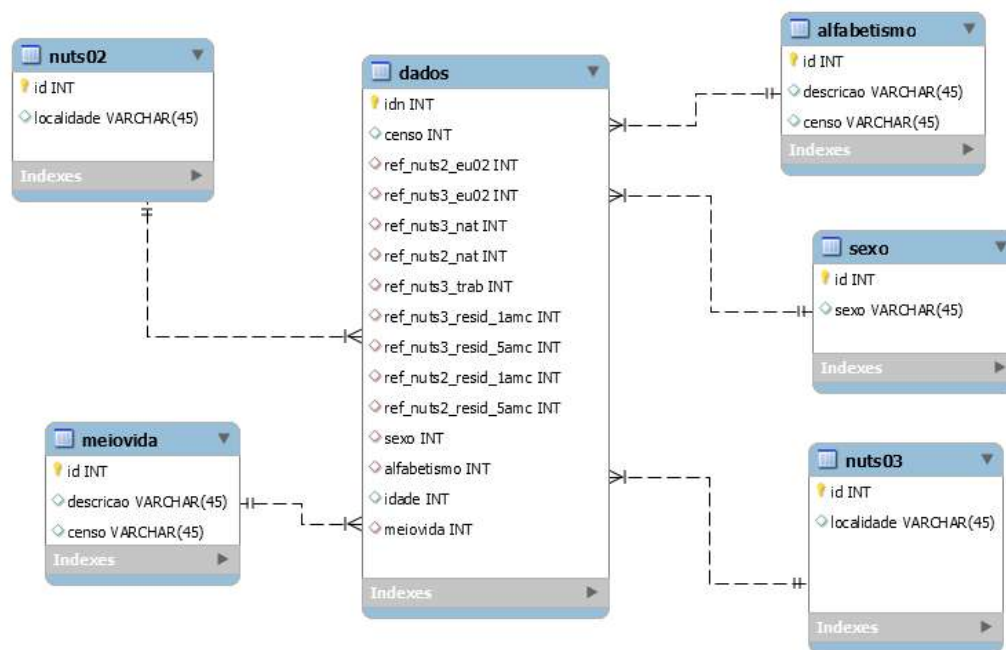 nuts02
id INT
localidade VARCHAR(45)
Indexes
meiovida
id INT
descricao VARCHAR(45)
censo VARCHAR(45)
Indexes
dados
idn INT
censo INT
ref_nuts2_eu02 INT
ref_nuts3_eu02 INT
ref_nuts3_nat INT
ref_nuts2_nat INT
ref_nuts3_trab INT
ref_nuts3_resid_1amc INT
ref_nuts3_resid_5amc INT
ref_nuts2_resid_1amc INT
ref_nuts2_resid_5amc INT
sexo INT
alfabetismo INT
idade INT
meiovida INT
Indexes
alfabetismo
id INT
descricao VARCHAR(45)
censo VARCHAR(45)
Indexes
sexo
id INT
sexo VARCHAR(45)
Indexes
nuts03
id INT
localidade VARCHAR(45)
Indexes